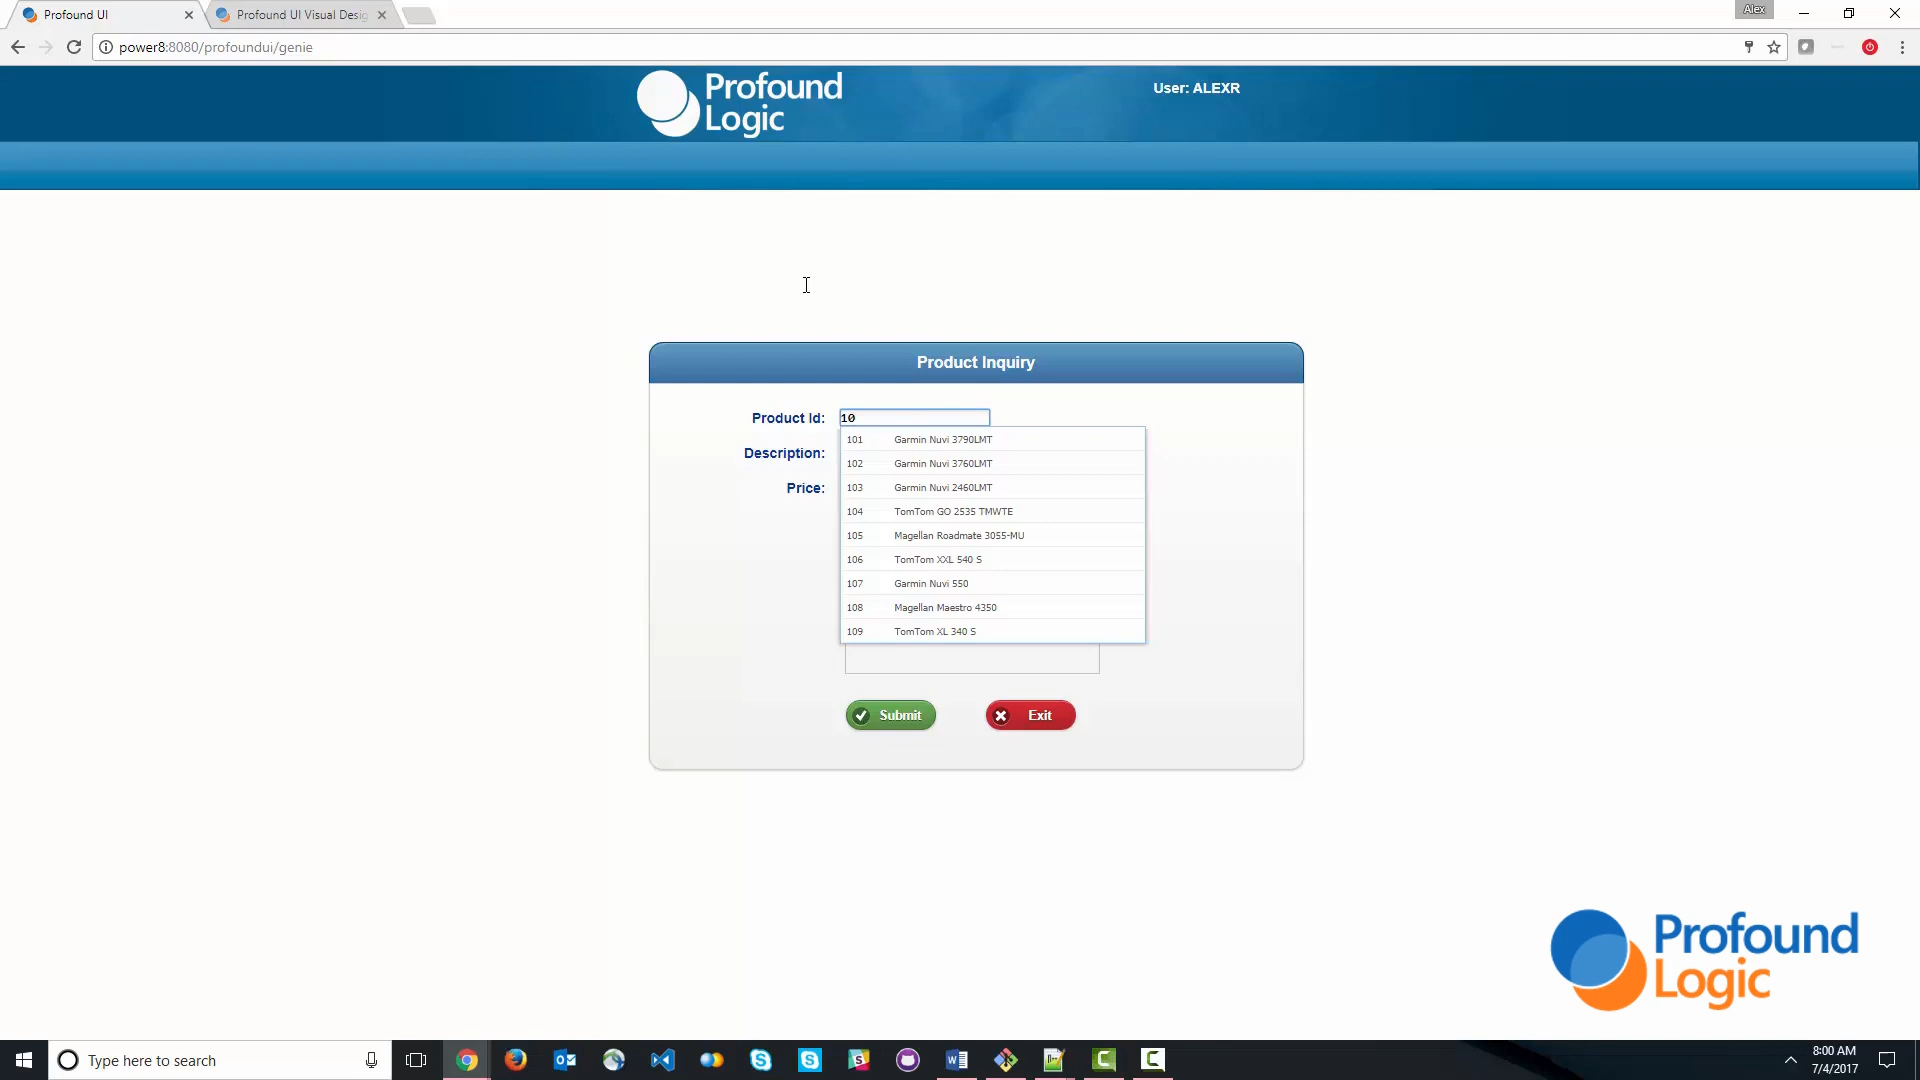 Profound UI
Profound UI Visual Desig
Alex
power8:8080/profoundui/genie
Profound
Logic
User: ALEXR
Product Inquiry
Product Id: 10
101 Garmin Nuvi 3790LMT
Description:
102 Garmin Nuvi 3760LMT
Price:
103 Garmin Nuvi 2460LMT
104 TomTom GO 2535 TMWTE
105 Magellan Roadmate 3055-MU
106 TomTom XXL 540 S
107 Garmin Nuvi 550
108 Magellan Maestro 4350
109 TomTom XL 340 S
Submit
Exit
Profound
Logic
Type here to search
8:00 AM
7/4/2017